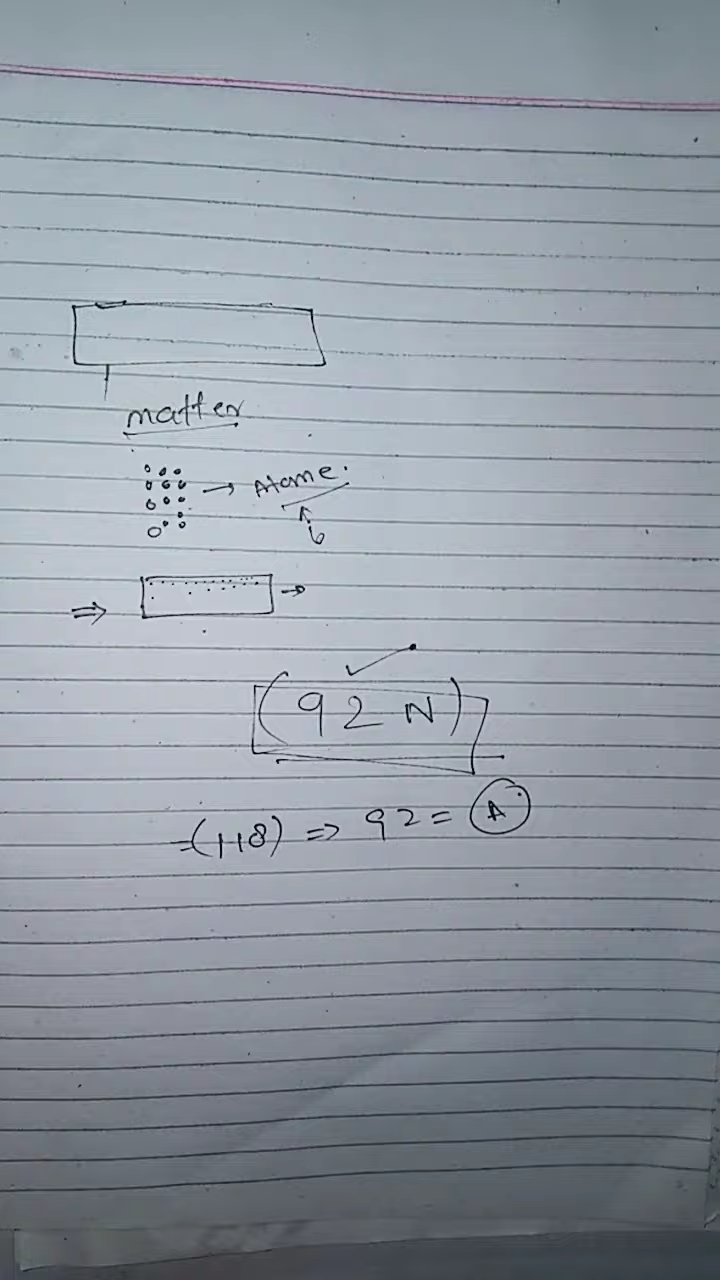 matter
→ Atome.
6
⇒ →
(92 N)
=(118) ⇒ 92 = A